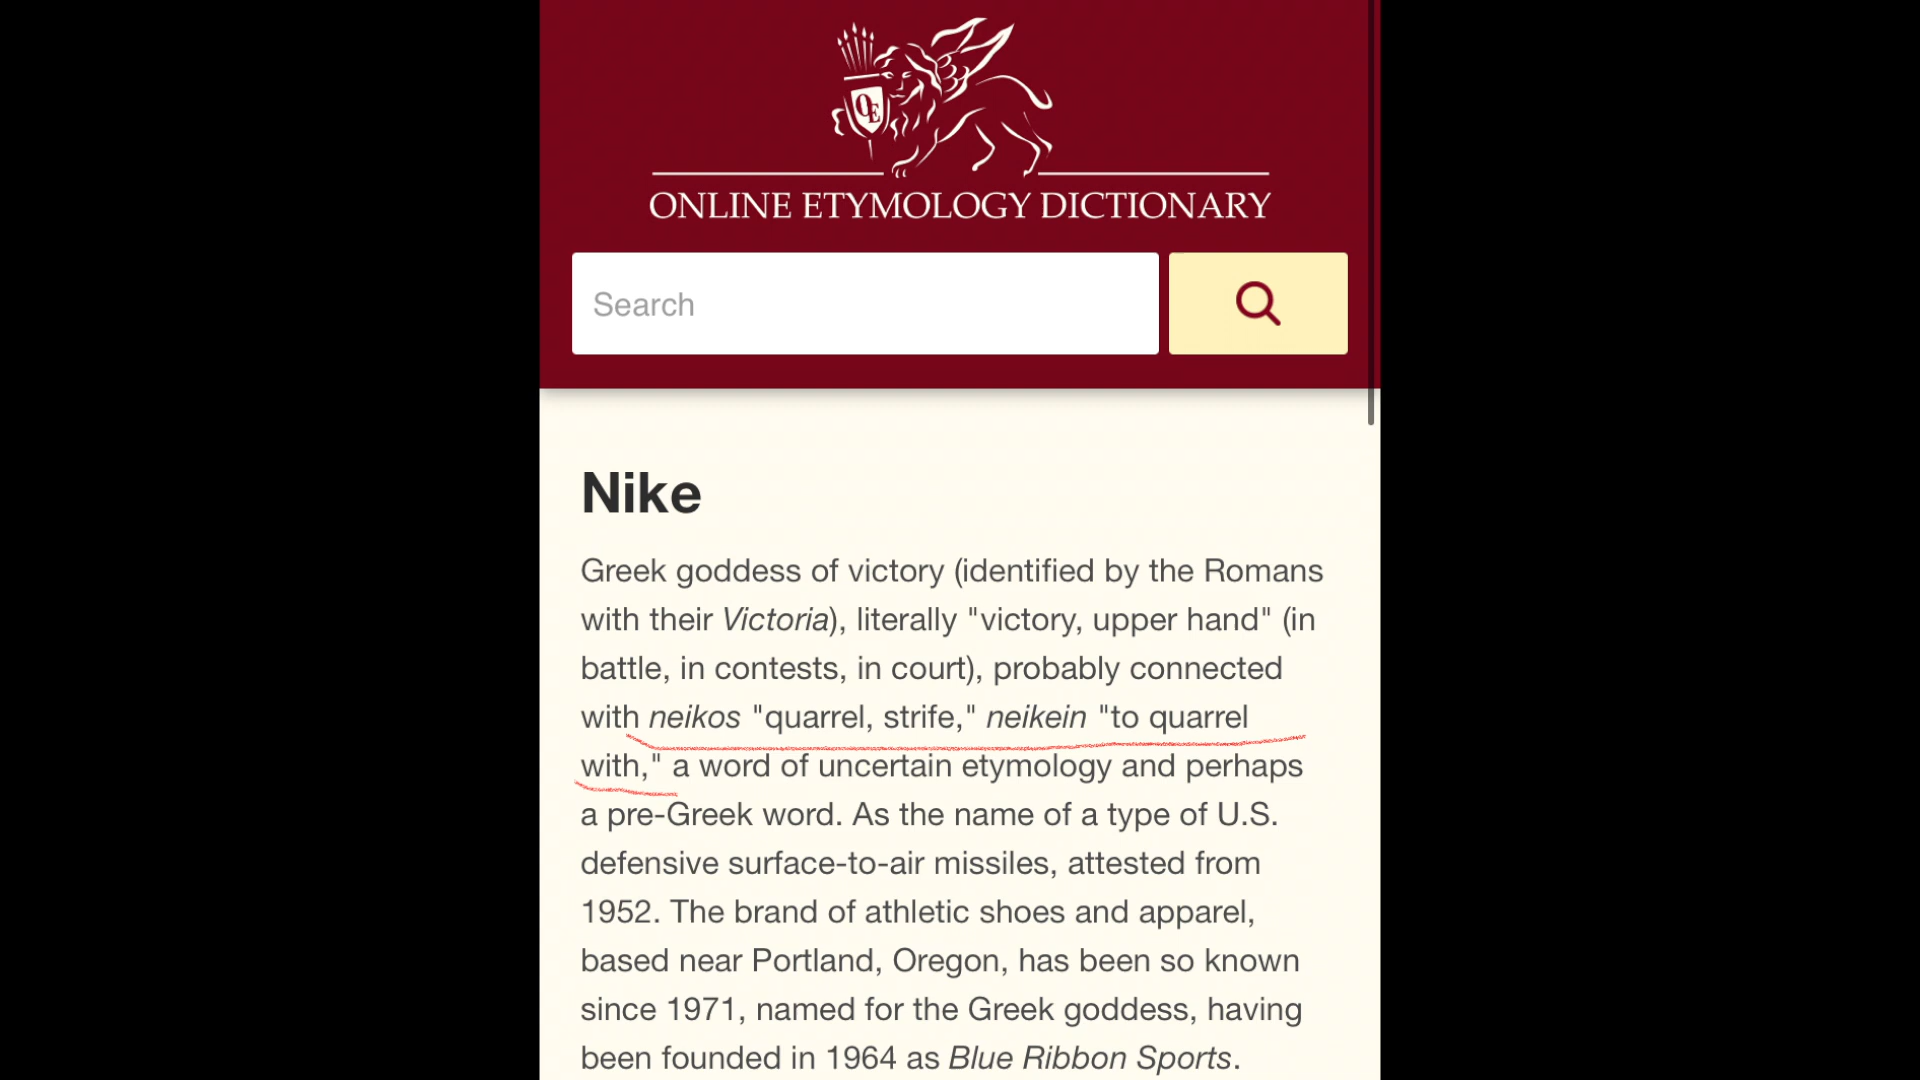 OE
ONLINE ETYMOLOGY DICTIONARY
Search
Nike
Greek goddess of victory (identified by the Romans
with their Victoria), literally "victory, upper hand" (in
battle, in contests, in court), probably connected
with neikos "quarrel, strife," neikein "to quarrel
with," a word of uncertain etymology and perhaps
a pre-Greek word. As the name of a type of U.S.
defensive surface-to-air missiles, attested from
1952. The brand of athletic shoes and apparel,
based near Portland, Oregon, has been so known
since 1971, named for the Greek goddess, having
been founded in 1964 as Blue Ribbon Sports.